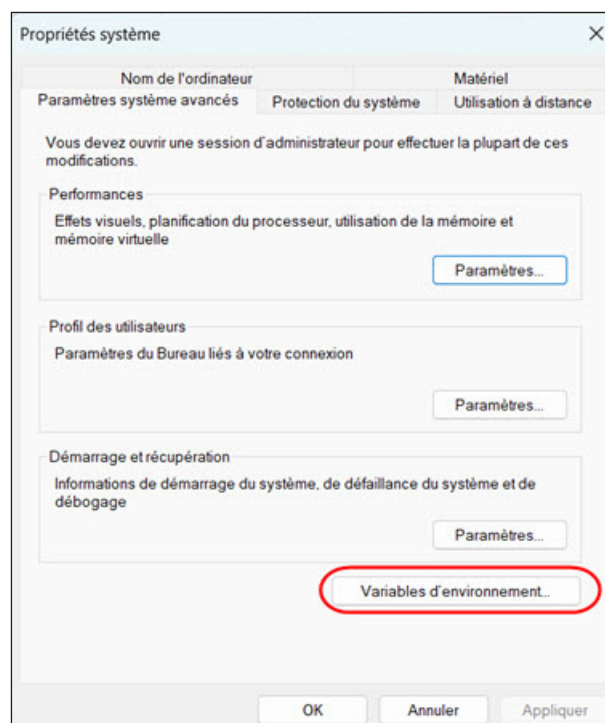 Propriétés système
Nom de l'ordinateur
Matériel
Paramètres système avancés
Protection du système
Utilisation à distance
Vous devez ouvrir une session d'administrateur pour effectuer la plupart de ces
modifications.
Performances
Effets visuels, planification du processeur, utilisation de la mémoire et
mémoire virtuelle
Paramètres...
Profil des utilisateurs
Paramètres du Bureau liés à votre connexion
Paramètres...
Démarrage et récupération
Informations de démarrage du système, de défaillance du système et de
débogage
Paramètres...
Variables d'environnement...
OK
Annuler
Appliquer